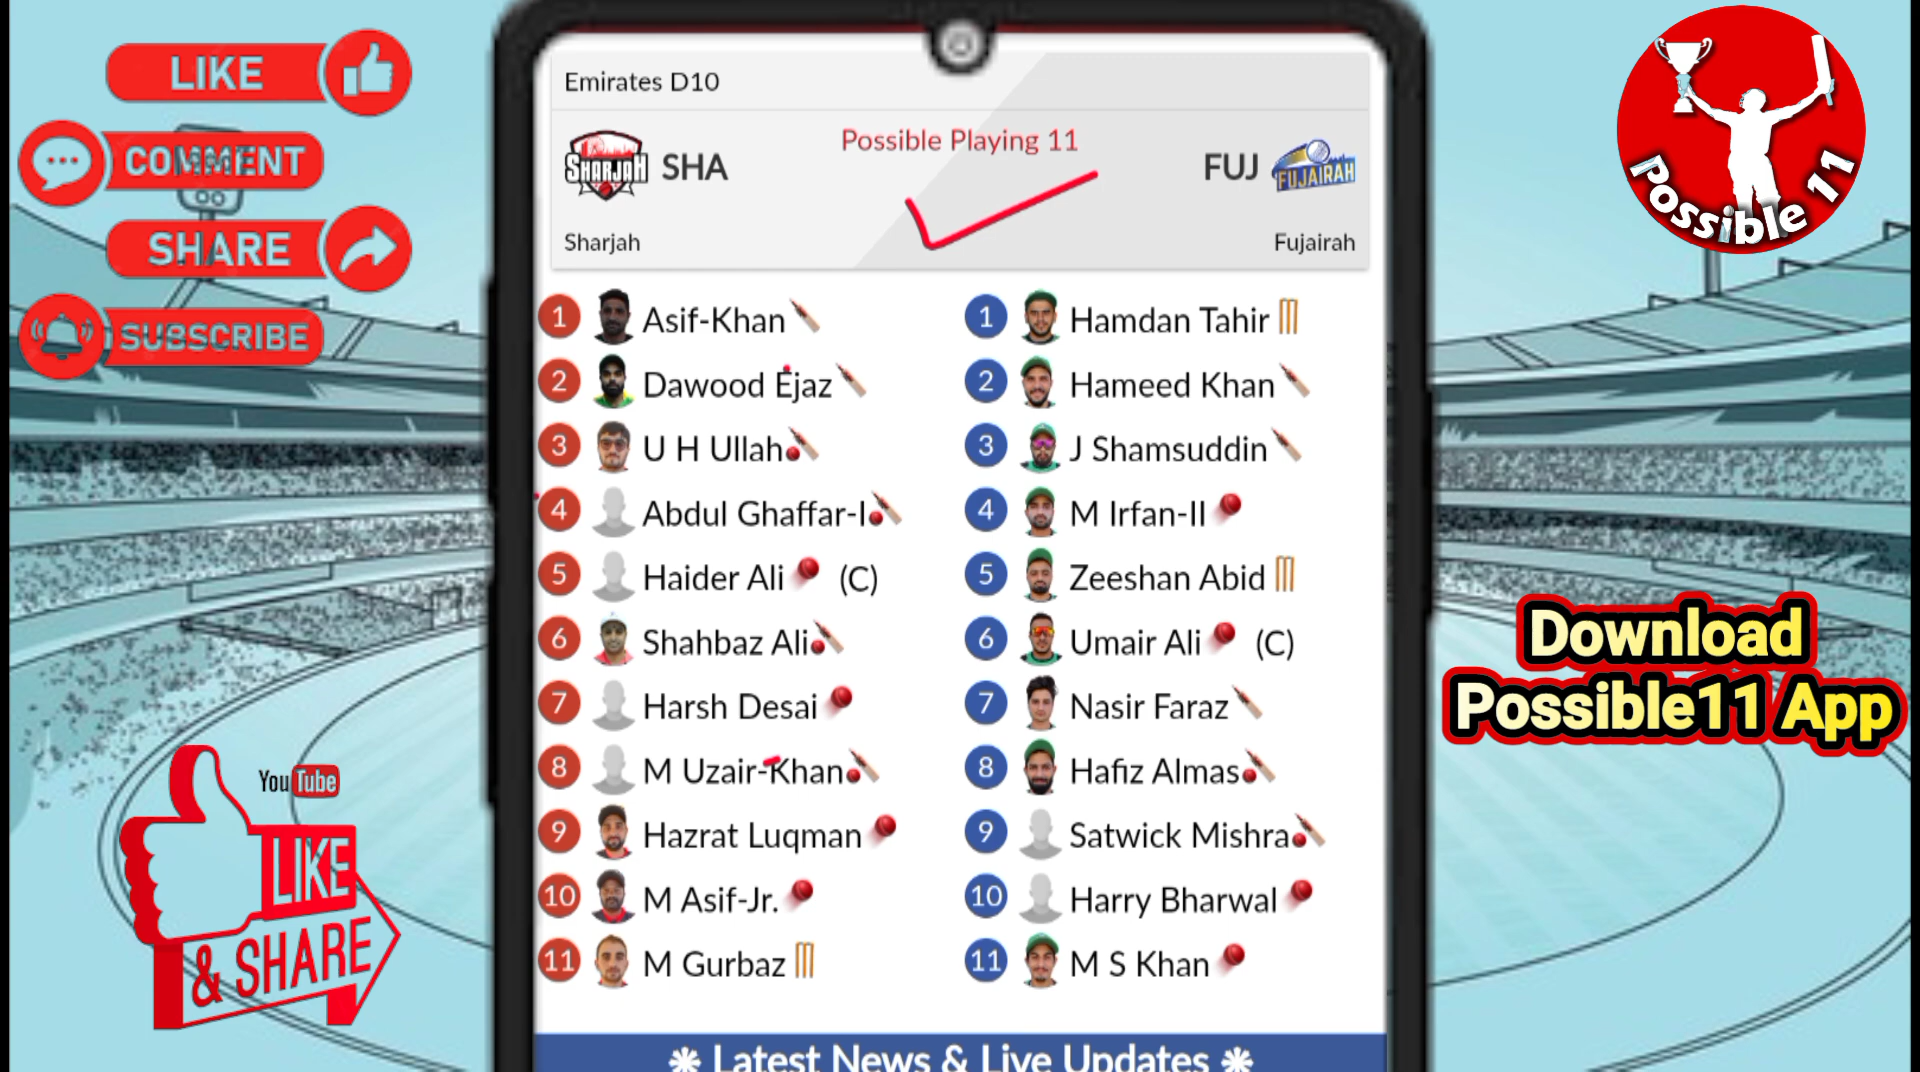 LIKE
COMMENT
SHARE
SUBSCRIBE
Emirates D10
Possible Playing 11
SHARJAH
SHA
FUJ
FUJAIRAH
Sharjah
Fujairah
1 Asif-Khan
2 Dawood Ejaz
3 U H Ullah
4 Abdul Ghaffar-I
5 Haider Ali (C)
6 Shahbaz Ali
7 Harsh Desai
8 M Uzair-Khan
9 Hazrat Luqman
10 M Asif-Jr.
11 M Gurbaz
1 Hamdan Tahir
2 Hameed Khan
3 J Shamsuddin
4 M Irfan-II
5 Zeeshan Abid
6 Umair Ali (C)
7 Nasir Faraz
8 Hafiz Almas
9 Satwick Mishra
10 Harry Bharwal
11 M S Khan
Latest News & Live Updates
Possible 11
Download
Possible11 App
YouTube
LIKE
& SHARE